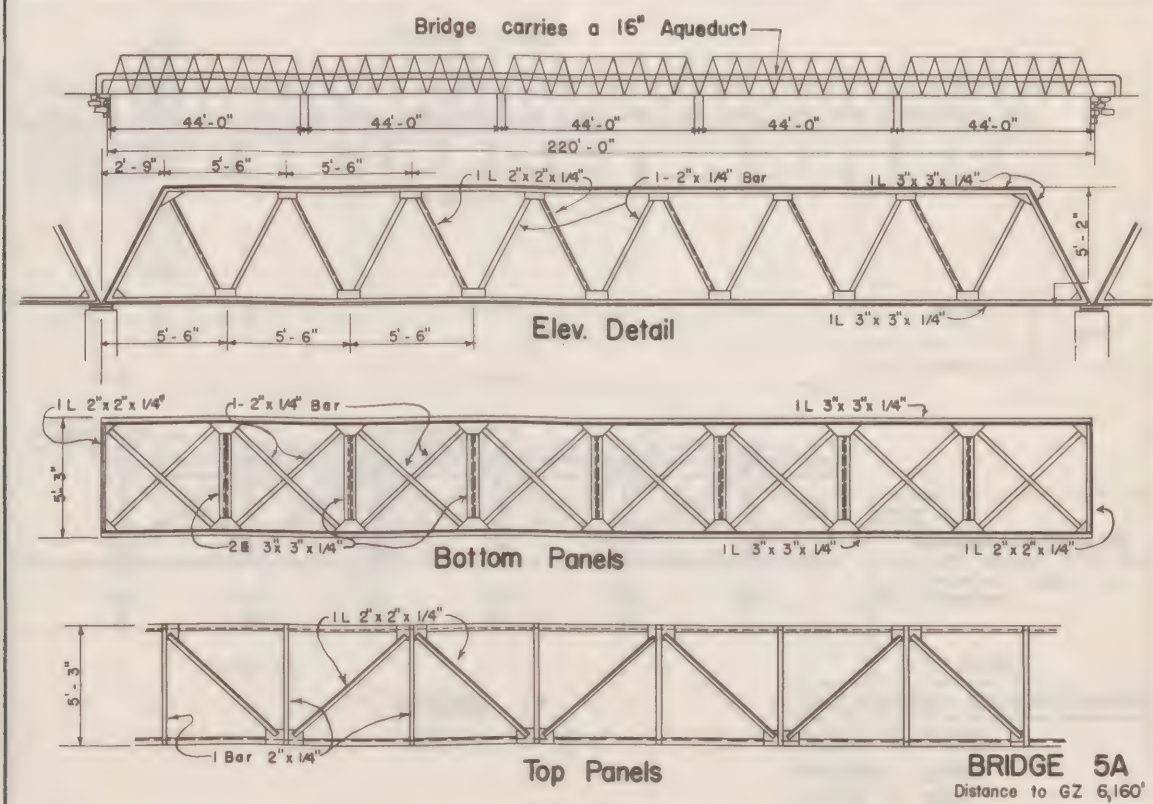 Bridge carries a 16" Aqueduct
44'-0" 44'-0" 44'-0" 44'-0" 44'-0"
220'-0"
2'-9" 5'-6" 5'-6"
1 L 2"x 2"x 1/4" 1- 2"x 1/4" Bar 1 L 3"x 3"x 1/4"
5'-2"
5'-6" 5'-6" 5'-6"
Elev. Detail
1 L 3"x 3"x 1/4"
1 L 2"x 2"x 1/4" 1- 2"x 1/4" Bar 1 L 3"x 3"x 1/4"
5'-3"
3"x 3"x 1/4" 1 L 3"x 3"x 1/4" 1 L 2"x 2"x 1/4"
Bottom Panels
1 L 2"x 2"x 1/4"
5'-3"
1 Bar 2"x 1/4"
Top Panels
BRIDGE 5A
Distance to GZ 6,160'